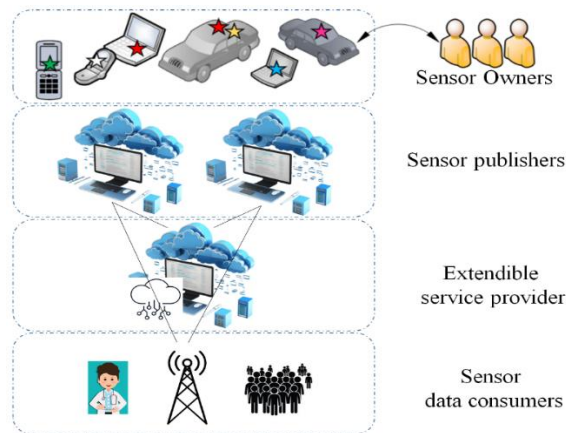 Sensor Owners
Sensor publishers
Extendible
service provider
Sensor
data consumers